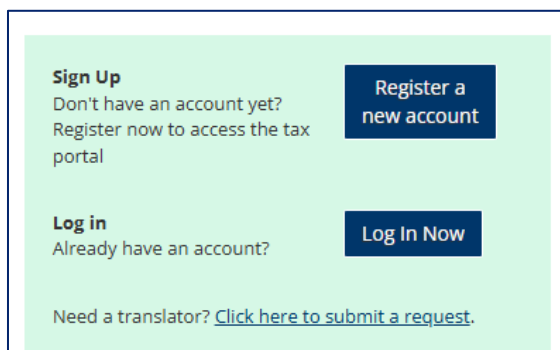 Sign Up
Don't have an account yet?
Register now to access the tax
portal
Register a
new account
Log in
Already have an account?
Log In Now
Need a translator? Click here to submit a request.